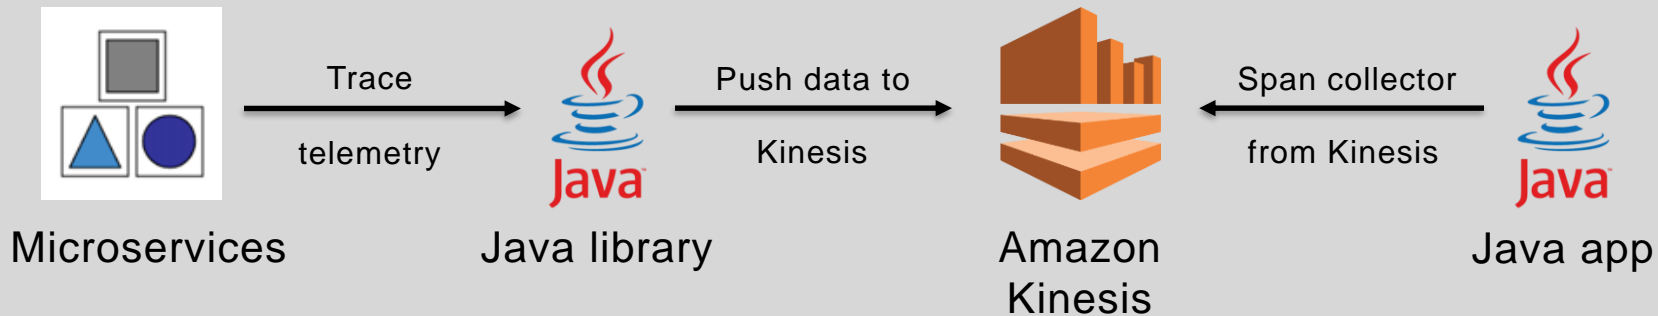 Trace
telemetry
Push data to
Kinesis
Span collector
from Kinesis
Java
Java
Microservices
Java library
Amazon
Kinesis
Java app